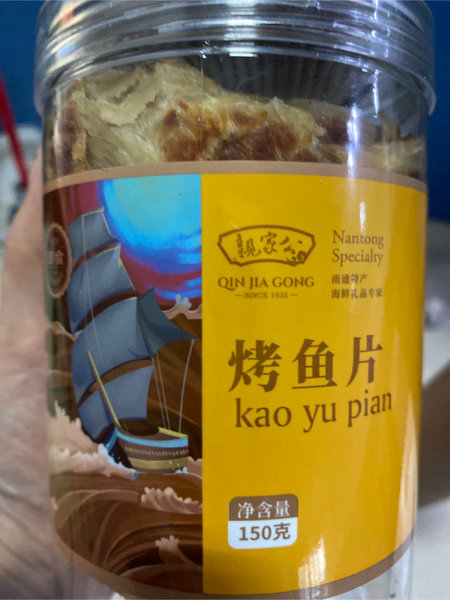 親家公
QIN JIA GONG
SINCE 1935
Nantong
Specialty
南通特产
海鲜礼品专家
烤鱼片
kao yu pian
净含量
150克